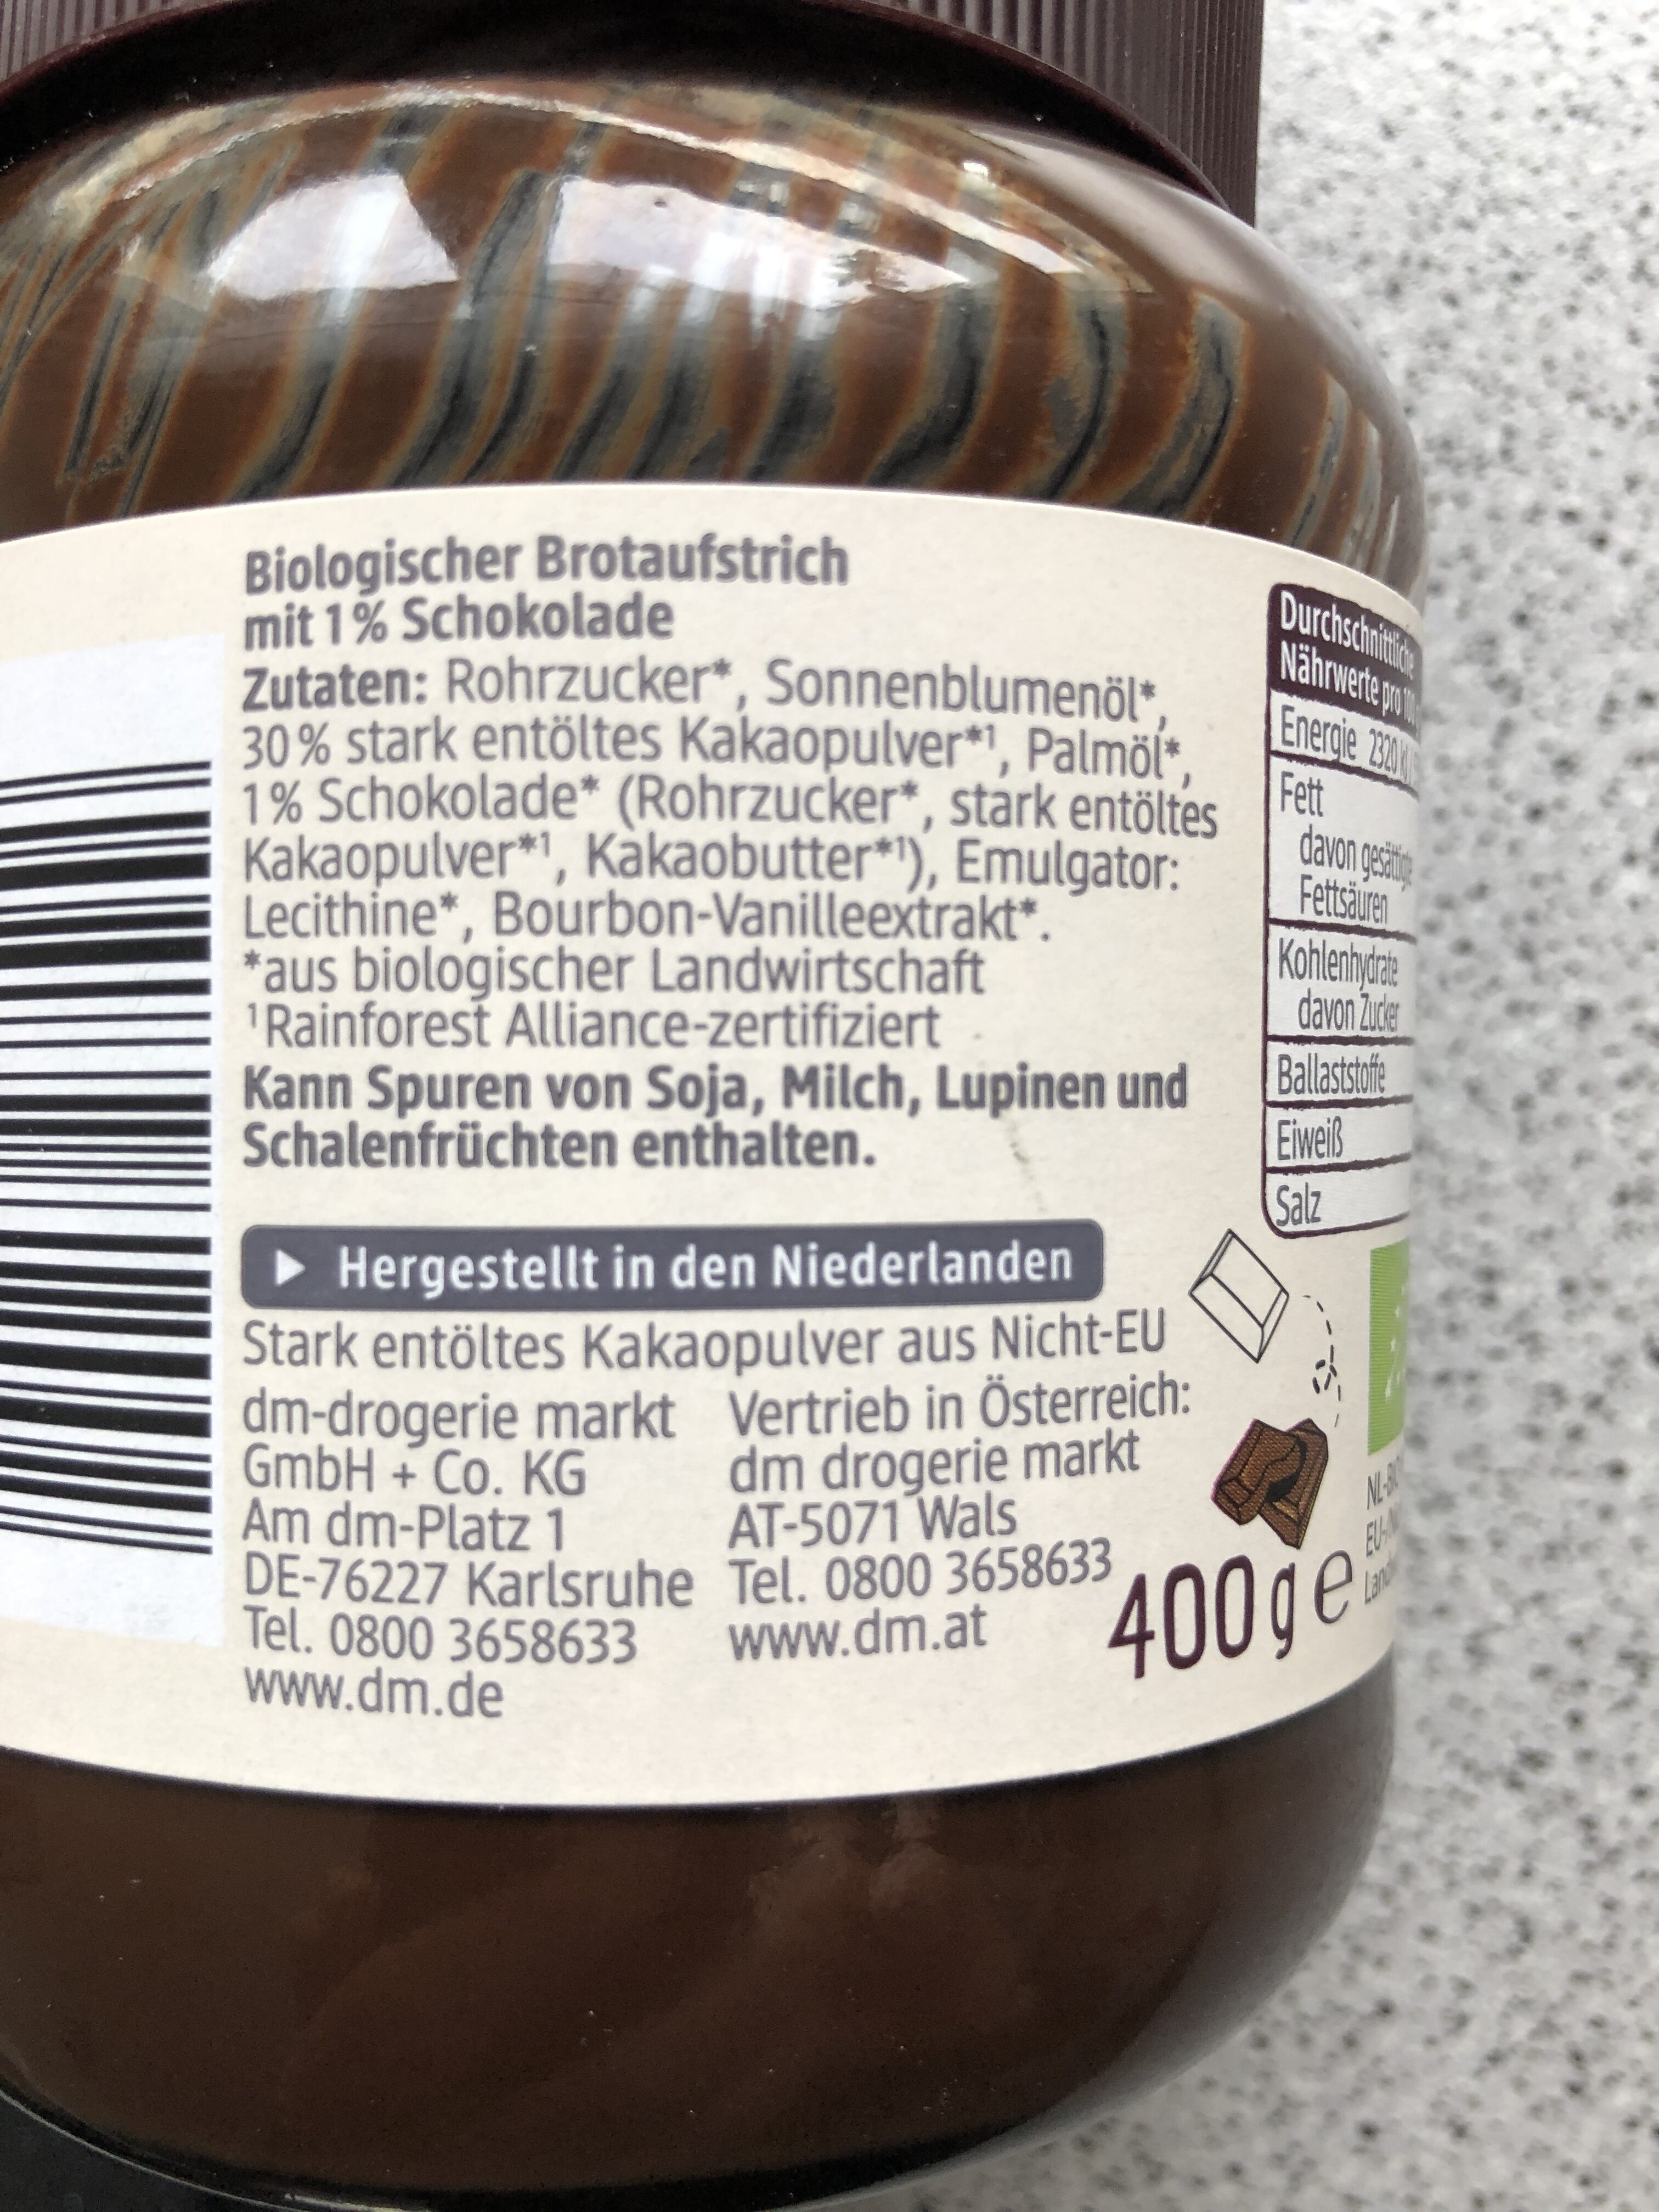 Biologischer Brotaufstrich
mit 1% Schokolade
Zutaten: Rohrzucker*, Sonnenblumenöl*,
30% stark entöltes Kakaopulver*¹, Palmöl*,
1% Schokolade* (Rohrzucker*, stark entöltes
Kakaopulver*¹, Kakaobutter*¹), Emulgator:
Lecithine*, Bourbon-Vanilleextrakt*.
*aus biologischer Landwirtschaft
¹Rainforest Alliance-zertifiziert
Kann Spuren von Soja, Milch, Lupinen und
Schalenfrüchten enthalten.
▶ Hergestellt in den Niederlanden
Stark entöltes Kakaopulver aus Nicht-EU
dm-drogerie markt
GmbH + Co. KG
Am dm-Platz 1
DE-76227 Karlsruhe
Tel. 0800 3658633
www.dm.de
Vertrieb in Österreich:
dm drogerie markt
AT-5071 Wals
Tel. 0800 3658633
www.dm.at
400 g e
Durchschnittliche
Nährwerte pro
Energie 2320 kJ
Fett
davon gesättigte
Fettsäuren
Kohlenhydrate
davon Zucker
Ballaststoffe
Eiweiß
Salz